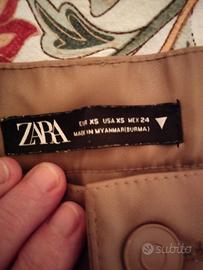 ZARA
EUR XS USA XS MEX 24
MADE IN MYANMAR(BURMA)
subito